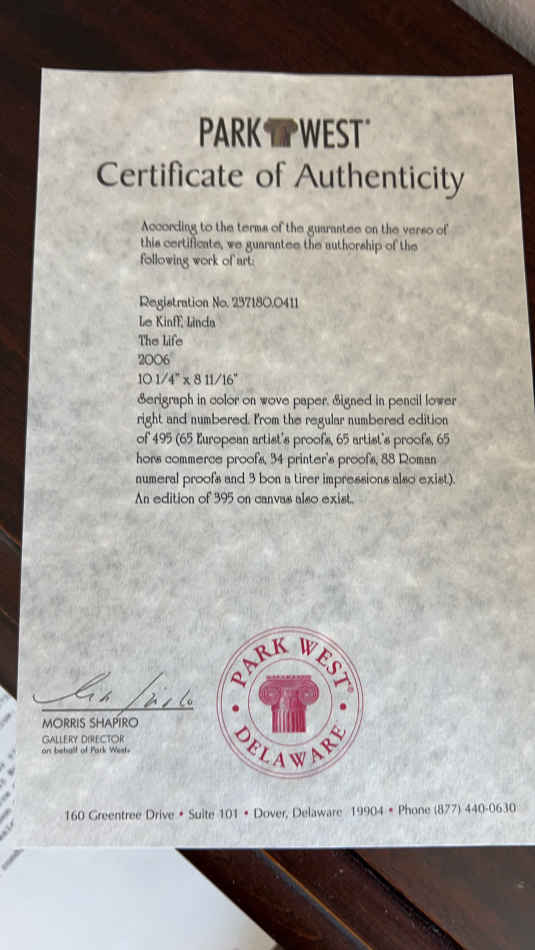 PARK WEST®
Certificate of Authenticity
According to the terms of the guarantee on the verso of
this certificate, we guarantee the authorship of the
following work of art:
Registration No. 237180.0411
Le Kinff, Linda
The Life
2006
10 1/4" x 8 11/16"
Serigraph in color on wove paper. Signed in pencil lower
right and numbered. From the regular numbered edition
of 495 (65 European artist's proofs, 65 artist's proofs, 65
hors commerce proofs, 34 printer's proofs, 88 Roman
numeral proofs and 3 bon a tirer impressions also exist).
An edition of 395 on canvas also exist.
PARK WEST®
DELAWARE
MORRIS SHAPIRO
GALLERY DIRECTOR
on behalf of Park West®
160 Greentree Drive • Suite 101 • Dover, Delaware 19904 • Phone (877) 440-0630